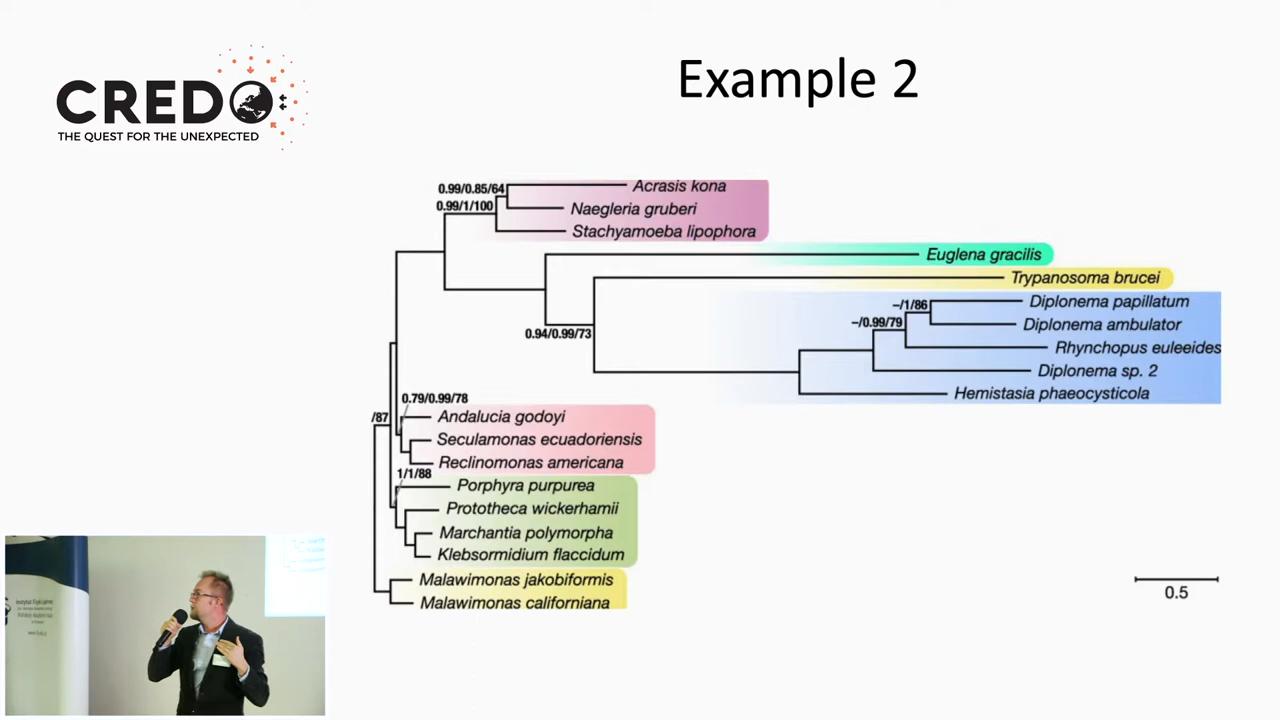 CREDO
THE QUEST FOR THE UNEXPECTED
Example 2
0.99/0.85/64
Acrasis kona
0.99/1/100
Naegleria gruberi
Stachyamoeba lipophora
Euglena gracilis
Trypanosoma brucei
–/1/86
Diplonema papillatum
–/0.99/79
Diplonema ambulator
0.94/0.99/73
Rhynchopus euleeides
Diplonema sp. 2
Hemistasia phaeocysticola
0.79/0.99/78
/87
Andalucia godoyi
Seculamonas ecuadoriensis
Reclinomonas americana
1/1/88
Porphyra purpurea
Prototheca wickerhamii
Marchantia polymorpha
Klebsormidium flaccidum
Malawimonas jakobiformis
Malawimonas californiana
0.5